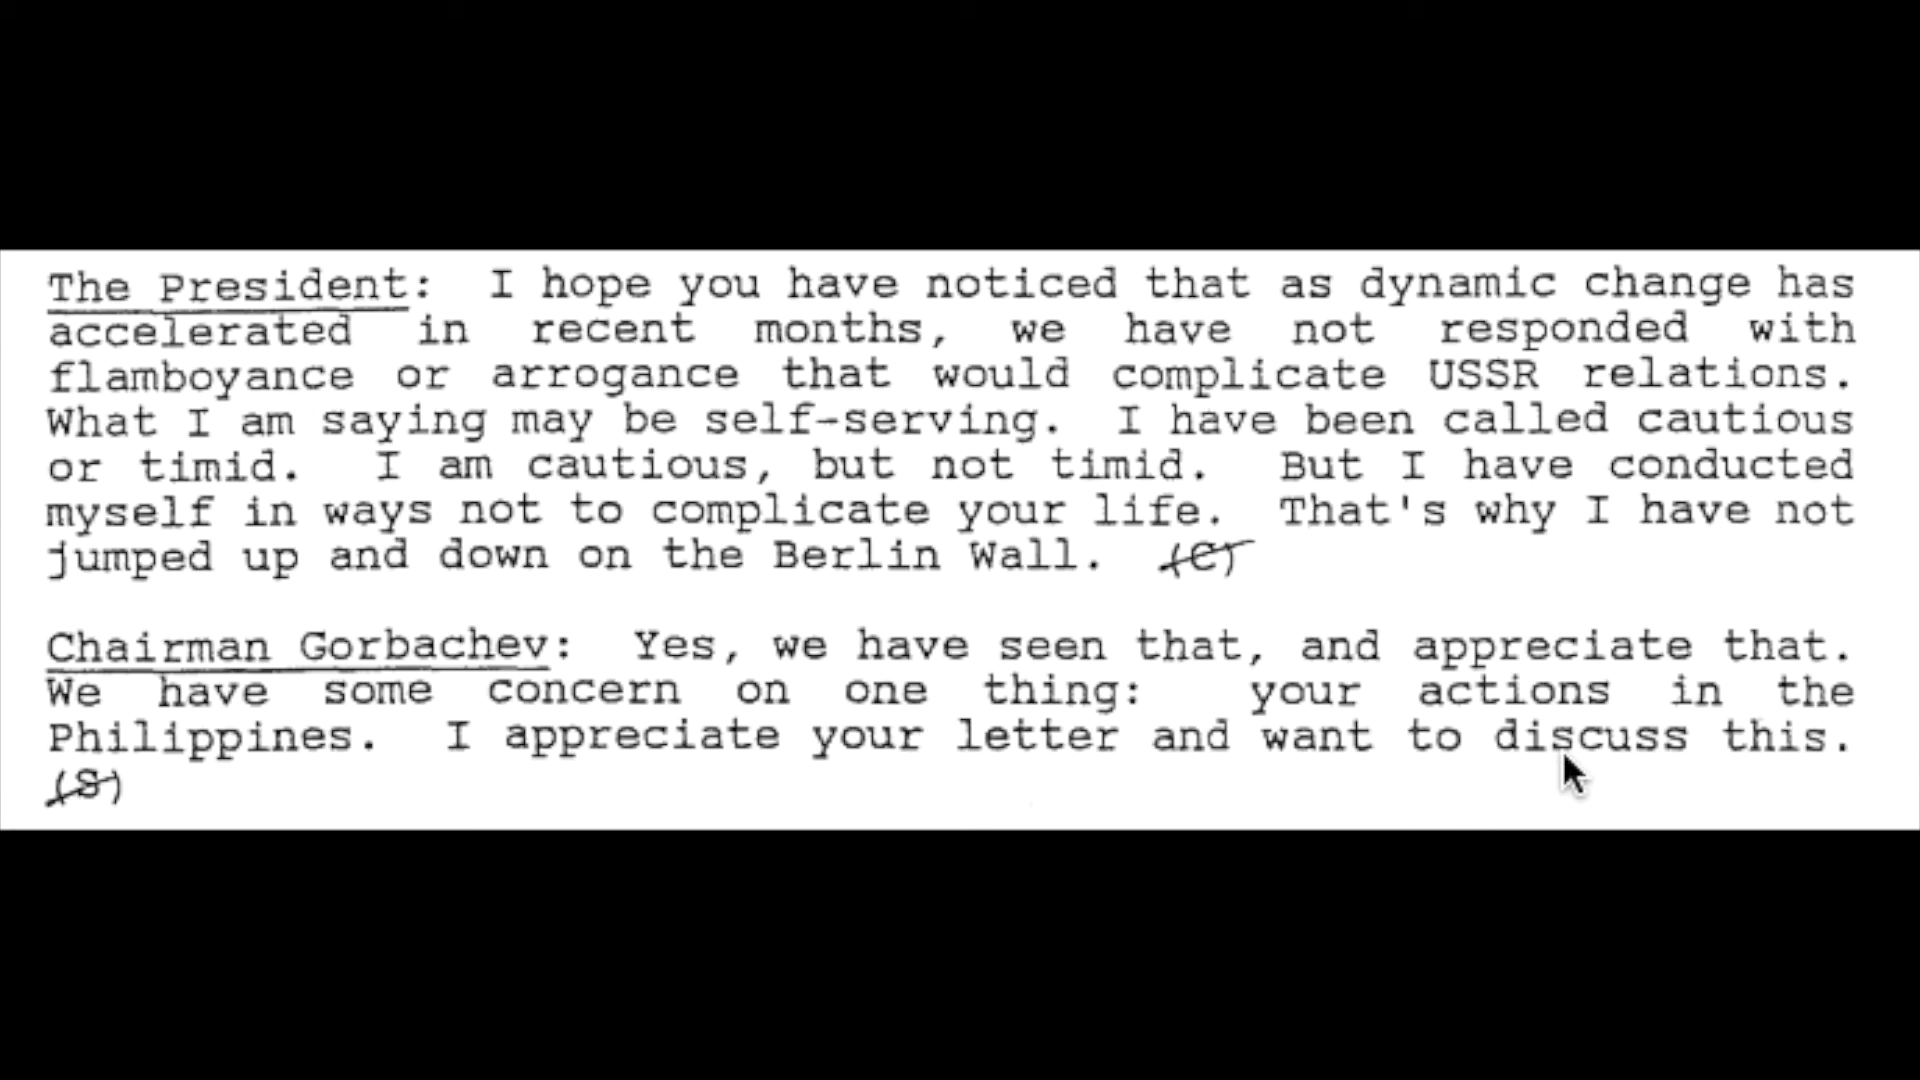 The President: I hope you have noticed that as dynamic change has
accelerated in recent months, we have not responded with
flamboyance or arrogance that would complicate USSR relations.
What I am saying may be self-serving. I have been called cautious
or timid. I am cautious, but not timid. But I have conducted
myself in ways not to complicate your life. That's why I have not
jumped up and down on the Berlin Wall. (C)
Chairman Gorbachev: Yes, we have seen that, and appreciate that.
We have some concern on one thing: your actions in the
Philippines. I appreciate your letter and want to discuss this.
(S)